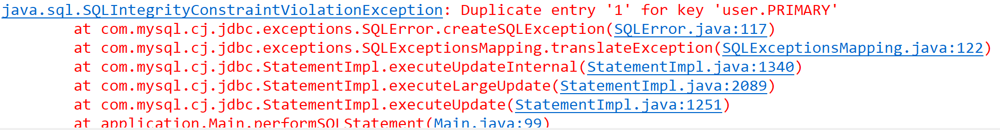 java.sql.SQLIntegrityConstraintViolationException: Duplicate entry '1' for key 'user.PRIMARY'
at com.mysql.cj.jdbc.exceptions.SQLError.createSQLException(SQLError.java:117)
at com.mysql.cj.jdbc.exceptions.SQLExceptionsMapping.translateException(SQLExceptionsMapping.java:122)
at com.mysql.cj.jdbc.StatementImpl.executeUpdateInternal(StatementImpl.java:1340)
at com.mysql.cj.jdbc.StatementImpl.executeLargeUpdate(StatementImpl.java:2089)
at com.mysql.cj.jdbc.StatementImpl.executeUpdate(StatementImpl.java:1251)
at application.Main.performSQLStatement(Main.java:99)